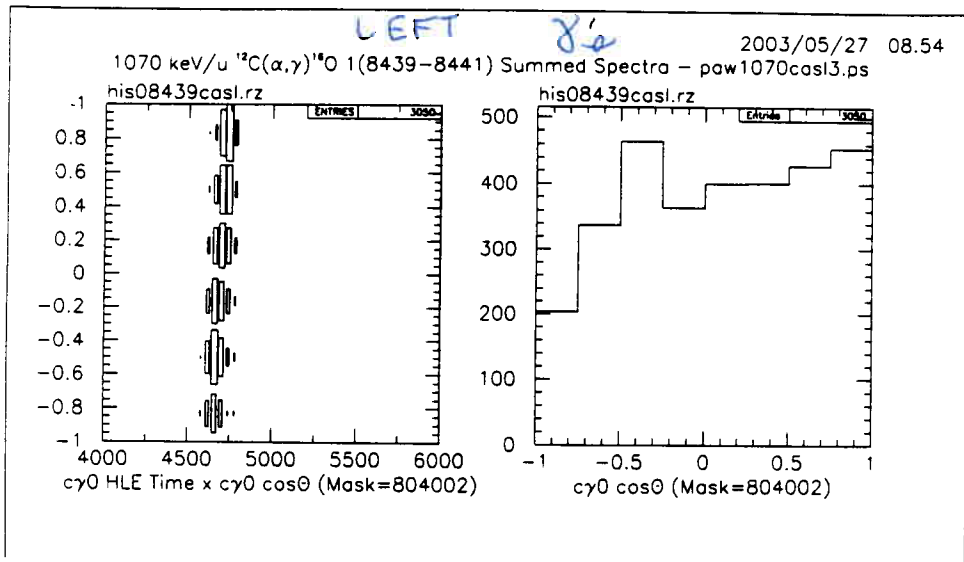 LEFT γ's
2003/05/27 08.54
1070 keV/u ¹²C(α,γ)¹⁶O 1(8439-8441) Summed Spectra - paw1070casl3.ps
his08439casl.rz
ENTRIES 3050
1
0.8
0.6
0.4
0.2
0
-0.2
-0.4
-0.6
-0.8
-1
4000 4500 5000 5500 6000
cγ0 HLE Time x cγ0 cosΘ (Mask=804002)
his08439casl.rz
Entries 3050
500
400
300
200
100
0
-1 -0.5 0 0.5 1
cγ0 cosΘ (Mask=804002)